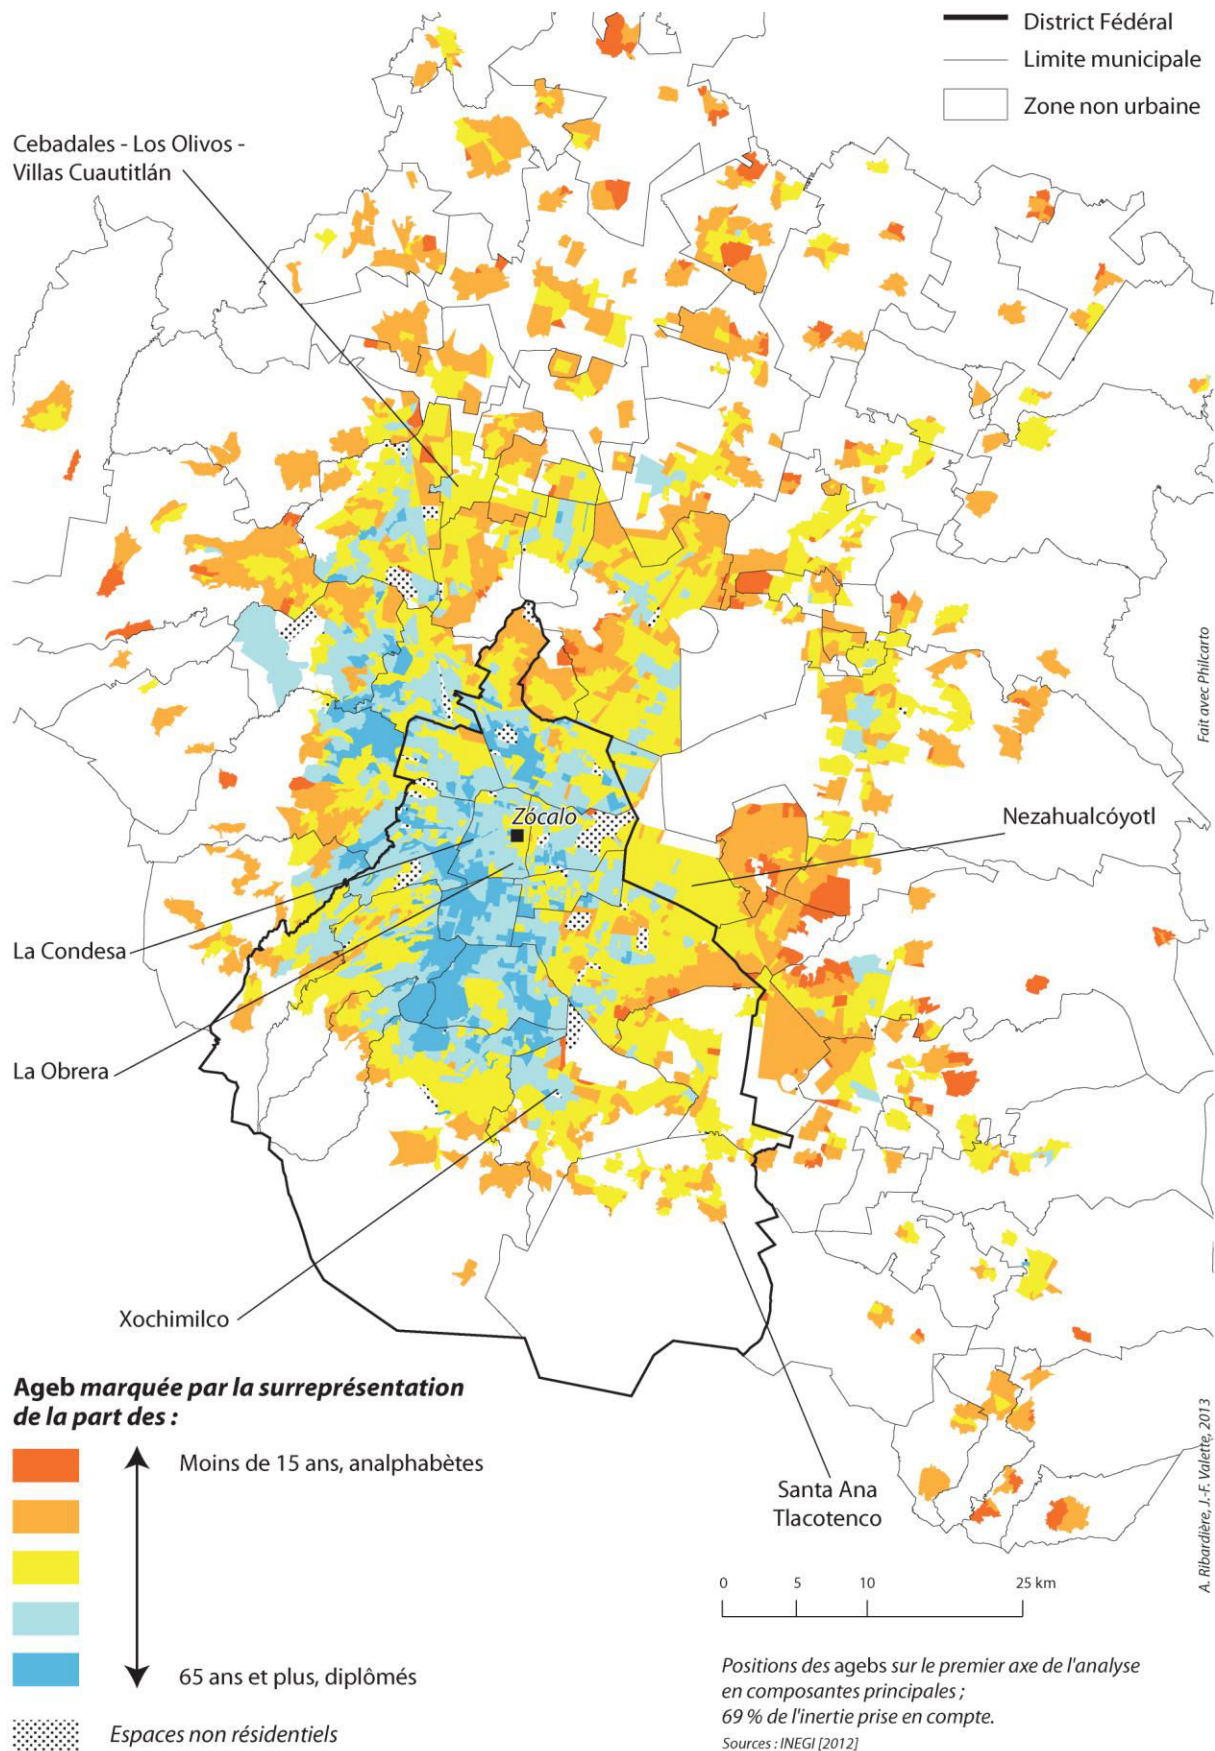 District Fédéral
Limite municipale
Zone non urbaine
Cebadales - Los Olivos -
Villas Cuautitlán
Fait avec Philcarto
Zócalo
Nezahualcóyotl
La Condesa
La Obrera
Xochimilco
Santa Ana
Tlacotenco
Ageb marquée par la surreprésentation
de la part des :
Moins de 15 ans, analphabètes
65 ans et plus, diplômés
Espaces non résidentiels
0 5 10 25 km
Positions des agebs sur le premier axe de l'analyse
en composantes principales ;
69 % de l'inertie prise en compte.
Sources : INEGI [2012]
A. Ribardière, J.-F. Valette, 2013